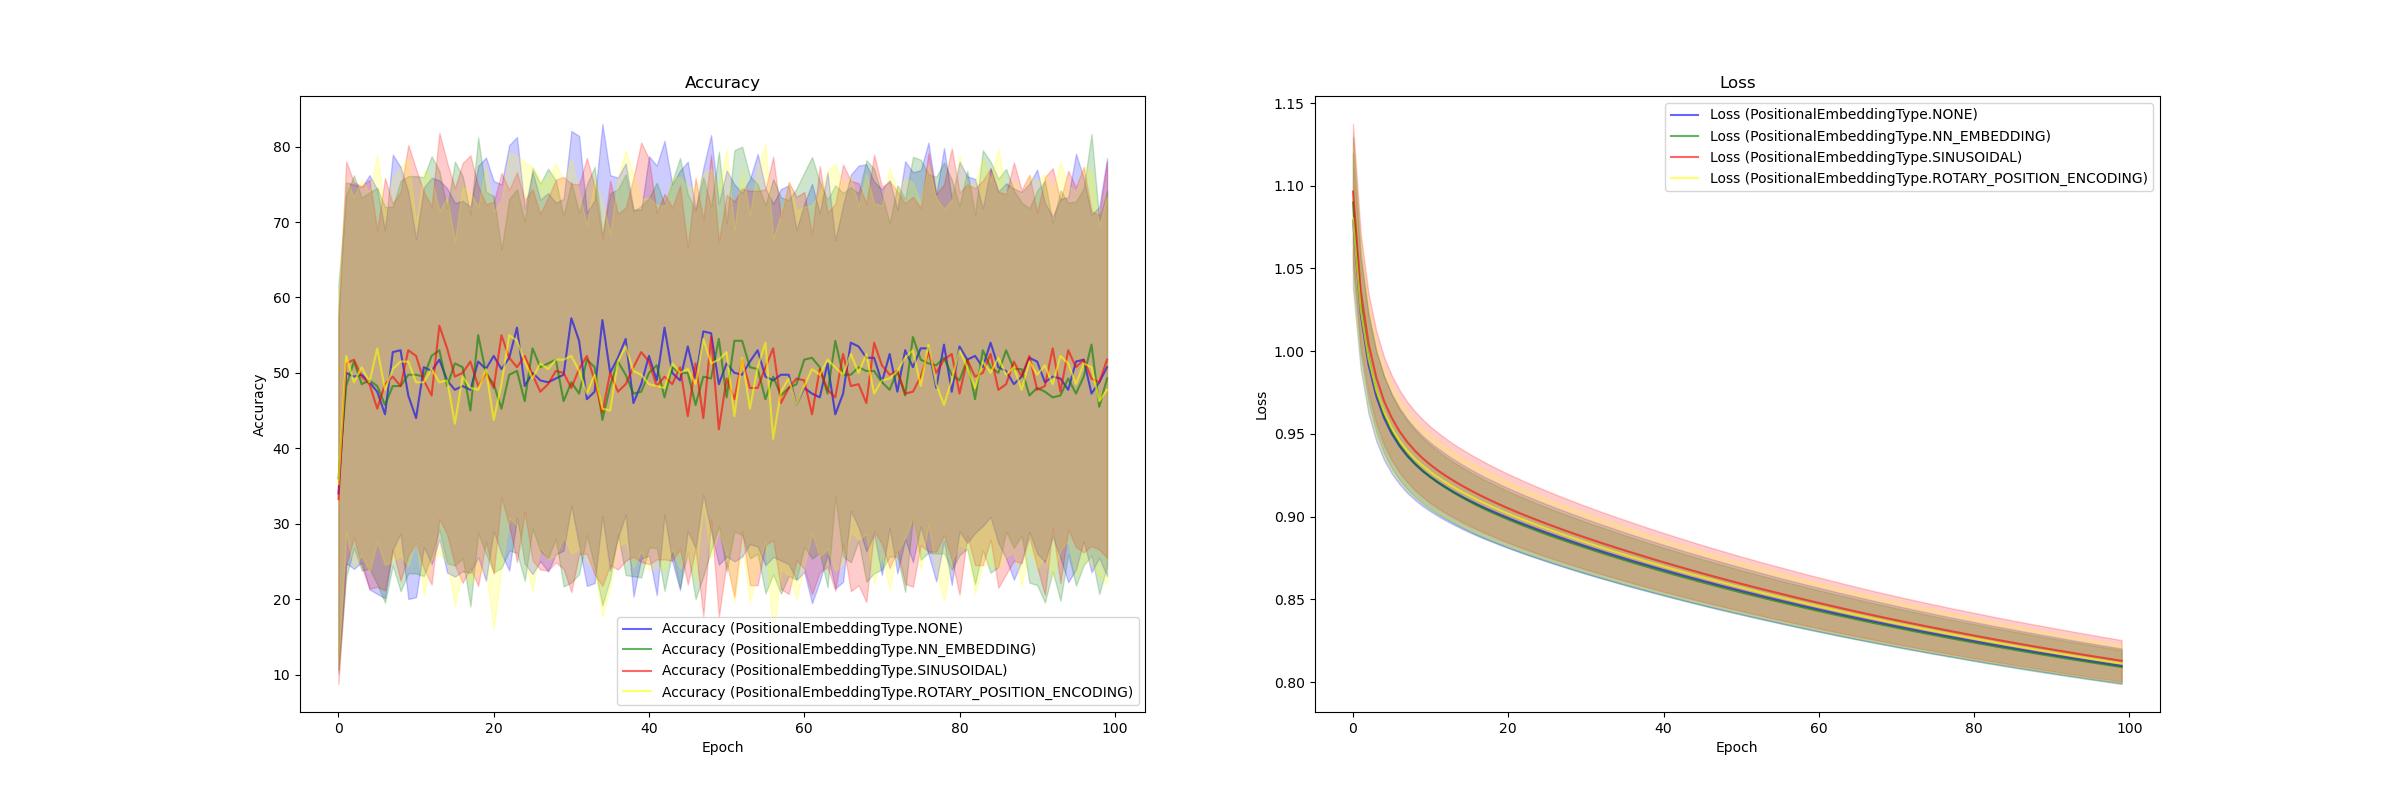 Accuracy
80
70
60
50
40
30
20
10
Accuracy
0
20
40
60
80
100
Epoch
Accuracy (PositionalEmbeddingType.NONE)
Accuracy (PositionalEmbeddingType.NN_EMBEDDING)
Accuracy (PositionalEmbeddingType.SINUSOIDAL)
Accuracy (PositionalEmbeddingType.ROTARY_POSITION_ENCODING)
Loss
1.15
1.10
1.05
1.00
0.95
0.90
0.85
0.80
Loss
0
20
40
60
80
100
Epoch
Loss (PositionalEmbeddingType.NONE)
Loss (PositionalEmbeddingType.NN_EMBEDDING)
Loss (PositionalEmbeddingType.SINUSOIDAL)
Loss (PositionalEmbeddingType.ROTARY_POSITION_ENCODING)